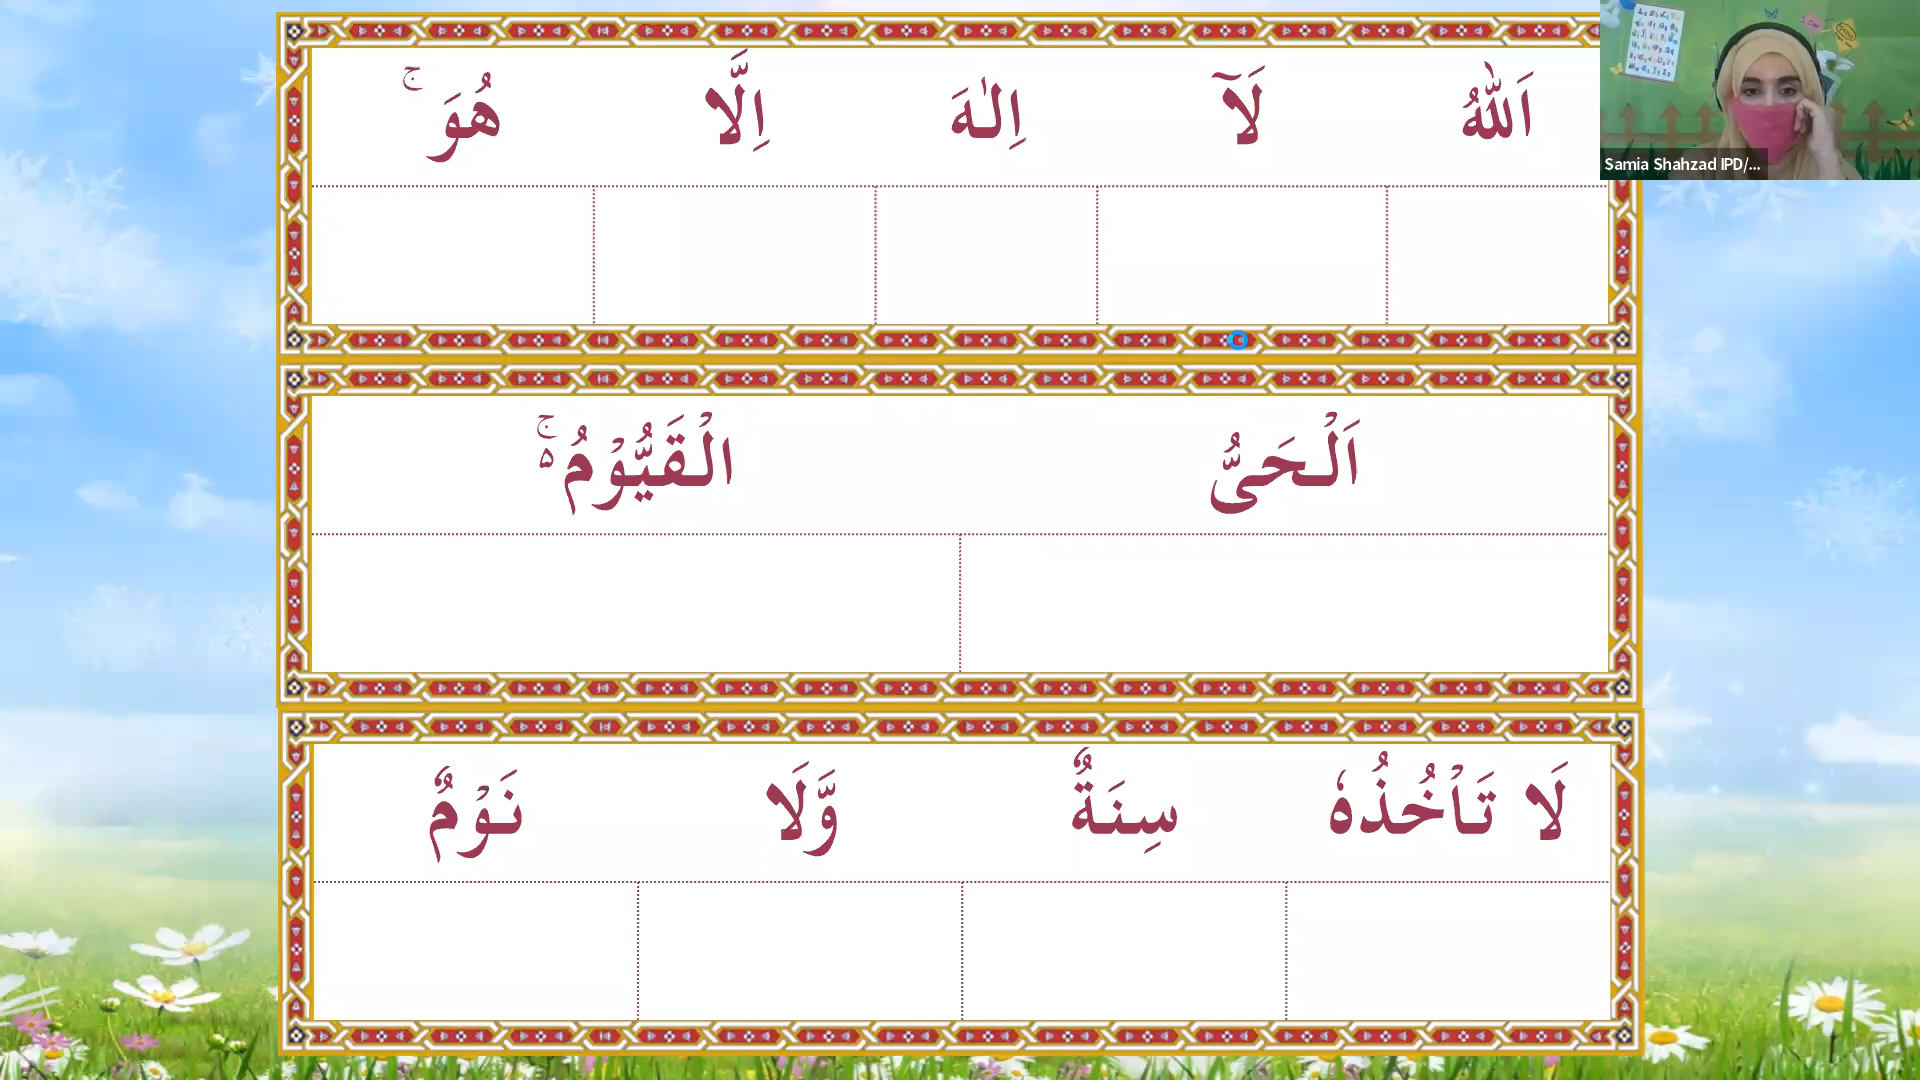 اَللّٰهُ لَاۤ اِلٰهَ اِلَّا هُوَ ۚ
اَلْحَیُّ الْقَیُّوْمُ ۚ۬
لَا تَاْخُذُهٗ سِنَةٌ وَّلَا نَوْمٌ
Samia Shahzad IPD/...